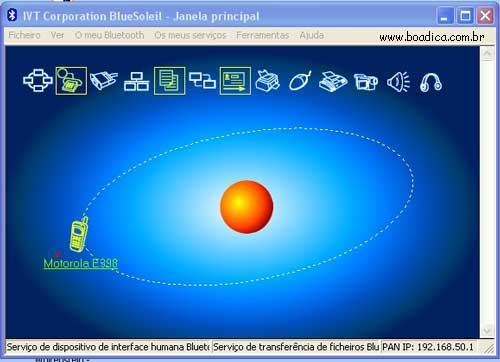 IVT Corporation BlueSoleil - Janela principal
Ficheiro Ver O meu Bluetooth Os meus serviços Ferramentas Ajuda
www.boadica.com.br
Motorola E398
Serviço de dispositivo de interface humana Bluet Serviço de transferência de ficheiros Blu PAN IP: 192.168.50.1